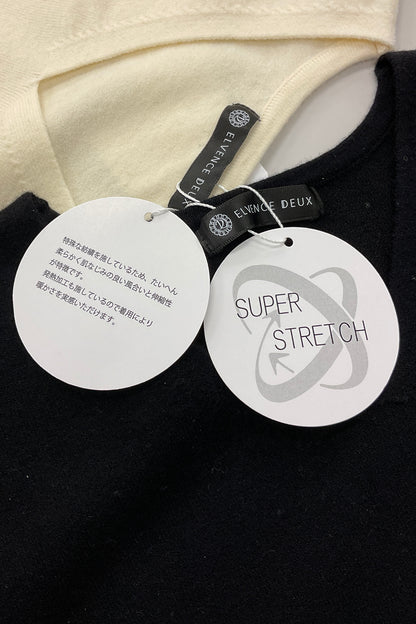 ELVENCE DEUX
ELVENCE DEUX
特殊な紡績を施しているため、たいへん
柔らかく肌なじみの良い風合いと伸縮性
が特徴です。
発熱加工も施しているので着用により
暖かさを実感いただけます。
SUPER
STRETCH